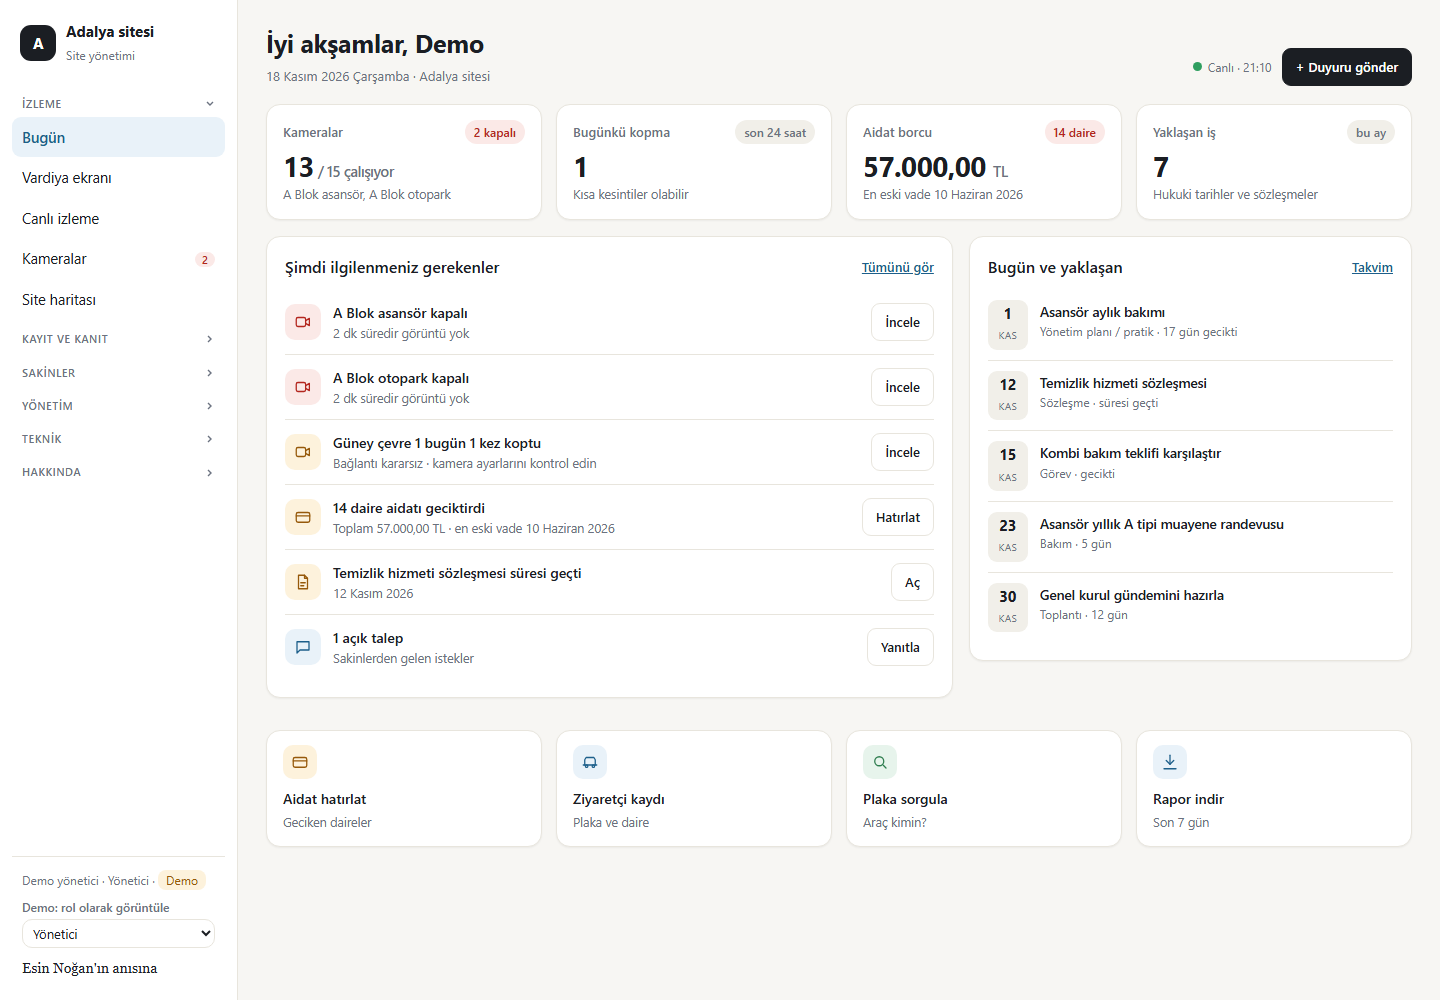 A
Adalya sitesi
Site yönetimi
İZLEME
Bugün
Vardiya ekranı
Canlı izleme
Kameralar 2
Site haritası
KAYIT VE KANIT
SAKİNLER
YÖNETİM
TEKNİK
HAKKINDA
Demo yönetici · Yönetici · Demo
Demo: rol olarak görüntüle
Yönetici
Esin Noğan'ın anısına
İyi akşamlar, Demo
18 Kasım 2026 Çarşamba · Adalya sitesi
Canlı · 21:10
+ Duyuru gönder
Kameralar 2 kapalı
13 / 15 çalışıyor
A Blok asansör, A Blok otopark
Bugünkü kopma son 24 saat
1
Kısa kesintiler olabilir
Aidat borcu 14 daire
57.000,00 TL
En eski vade 10 Haziran 2026
Yaklaşan iş bu ay
7
Hukuki tarihler ve sözleşmeler
Şimdi ilgilenmeniz gerekenler Tümünü gör
A Blok asansör kapalı
2 dk süredir görüntü yok
İncele
A Blok otopark kapalı
2 dk süredir görüntü yok
İncele
Güney çevre 1 bugün 1 kez koptu
Bağlantı kararsız · kamera ayarlarını kontrol edin
İncele
14 daire aidatı geciktirdi
Toplam 57.000,00 TL · en eski vade 10 Haziran 2026
Hatırlat
Temizlik hizmeti sözleşmesi süresi geçti
12 Kasım 2026
Aç
1 açık talep
Sakinlerden gelen istekler
Yanıtla
Bugün ve yaklaşan Takvim
1 KAS
Asansör aylık bakımı
Yönetim planı / pratik · 17 gün gecikti
12 KAS
Temizlik hizmeti sözleşmesi
Sözleşme · süresi geçti
15 KAS
Kombi bakım teklifi karşılaştır
Görev · gecikti
23 KAS
Asansör yıllık A tipi muayene randevusu
Bakım · 5 gün
30 KAS
Genel kurul gündemini hazırla
Toplantı · 12 gün
Aidat hatırlat
Geciken daireler
Ziyaretçi kaydı
Plaka ve daire
Plaka sorgula
Araç kimin?
Rapor indir
Son 7 gün